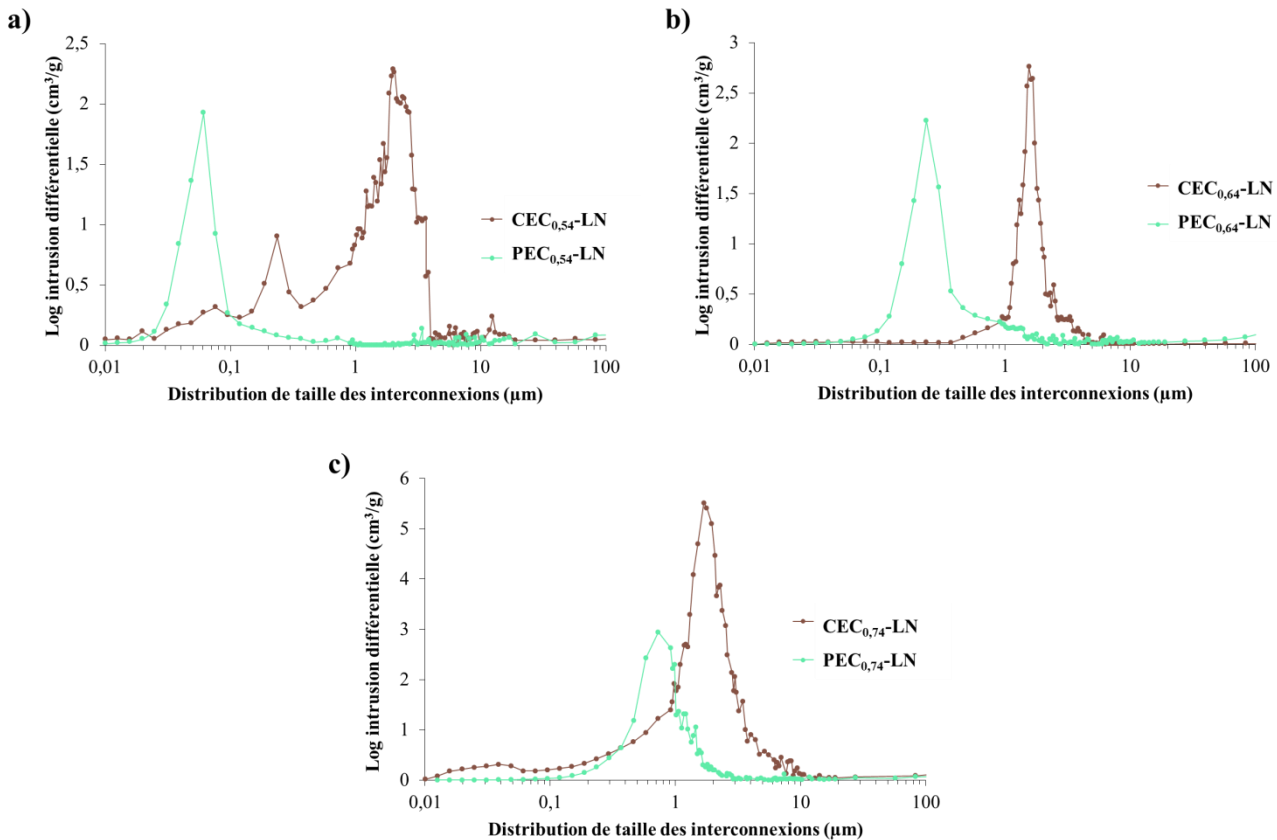 a)
Log intrusion différentielle (cm³/g)
2,5
2
1,5
1
0,5
0
0,01 0,1 1 10 100
Distribution de taille des interconnexions (µm)
CEC0,54-LN
PEC0,54-LN
b)
Log intrusion différentielle (cm³/g)
3
2,5
2
1,5
1
0,5
0
0,01 0,1 1 10 100
Distribution de taille des interconnexions (µm)
CEC0,64-LN
PEC0,64-LN
c)
Log intrusion différentielle (cm³/g)
6
5
4
3
2
1
0
0,01 0,1 1 10 100
Distribution de taille des interconnexions (µm)
CEC0,74-LN
PEC0,74-LN